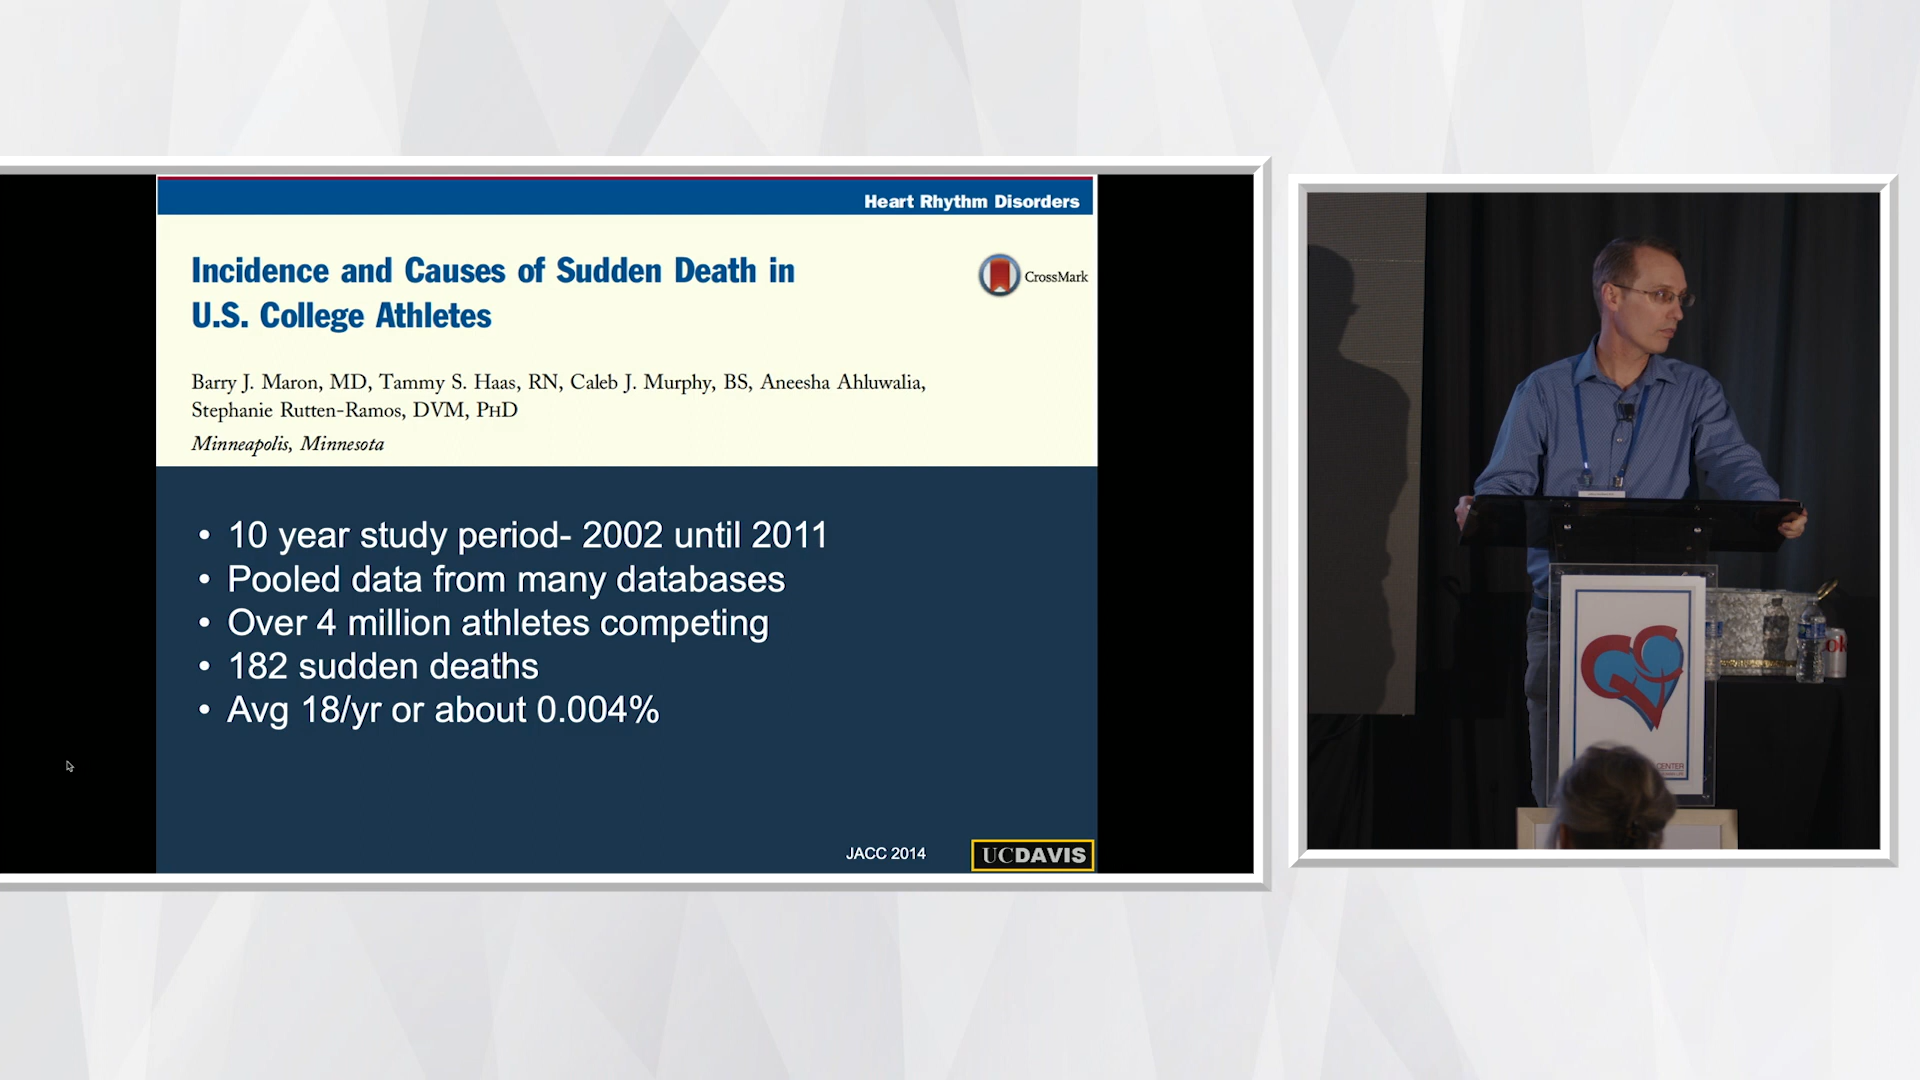 Heart Rhythm Disorders
Incidence and Causes of Sudden Death in
U.S. College Athletes
CrossMark
Barry J. Maron, MD, Tammy S. Haas, RN, Caleb J. Murphy, BS, Aneesha Ahluwalia,
Stephanie Rutten-Ramos, DVM, PHD
Minneapolis, Minnesota
• 10 year study period- 2002 until 2011
• Pooled data from many databases
• Over 4 million athletes competing
• 182 sudden deaths
• Avg 18/yr or about 0.004%
JACC 2014
UCDAVIS
CENTER